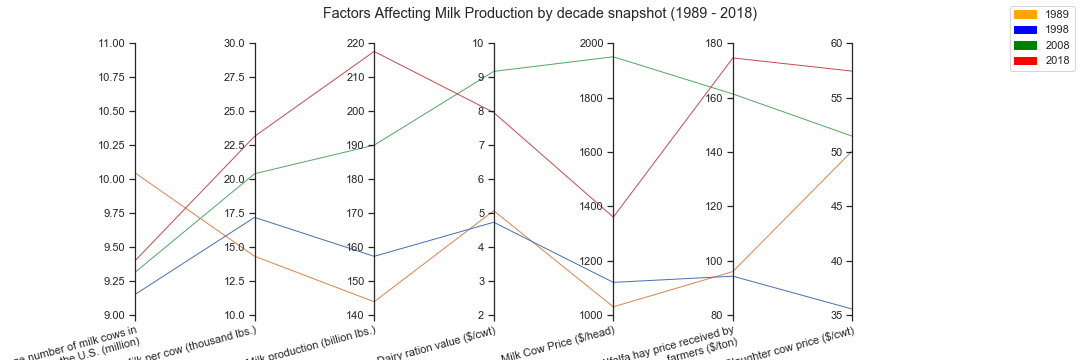 Factors Affecting Milk Production by decade snapshot (1989 - 2018)
1989
1998
2008
2018
11.00 30.0 220 10 2000 180 60
10.75 27.5 210 9 1800 160 55
10.50 25.0 200 8 1600 140 50
10.25 22.5 190 7 1400 120 45
10.00 20.0 180 6 1200 100 40
9.75 17.5 170 5 1000 80 35
9.50 15.0 160 4
9.25 12.5 150 3
9.00 10.0 140 2
number of milk cows in
the U.S. (million)
per cow (thousand lbs.)
Milk production (billion lbs.)
Dairy ration value ($/cwt)
Milk Cow Price ($/head)
hay price received by
farmers ($/ton)
cow price ($/cwt)